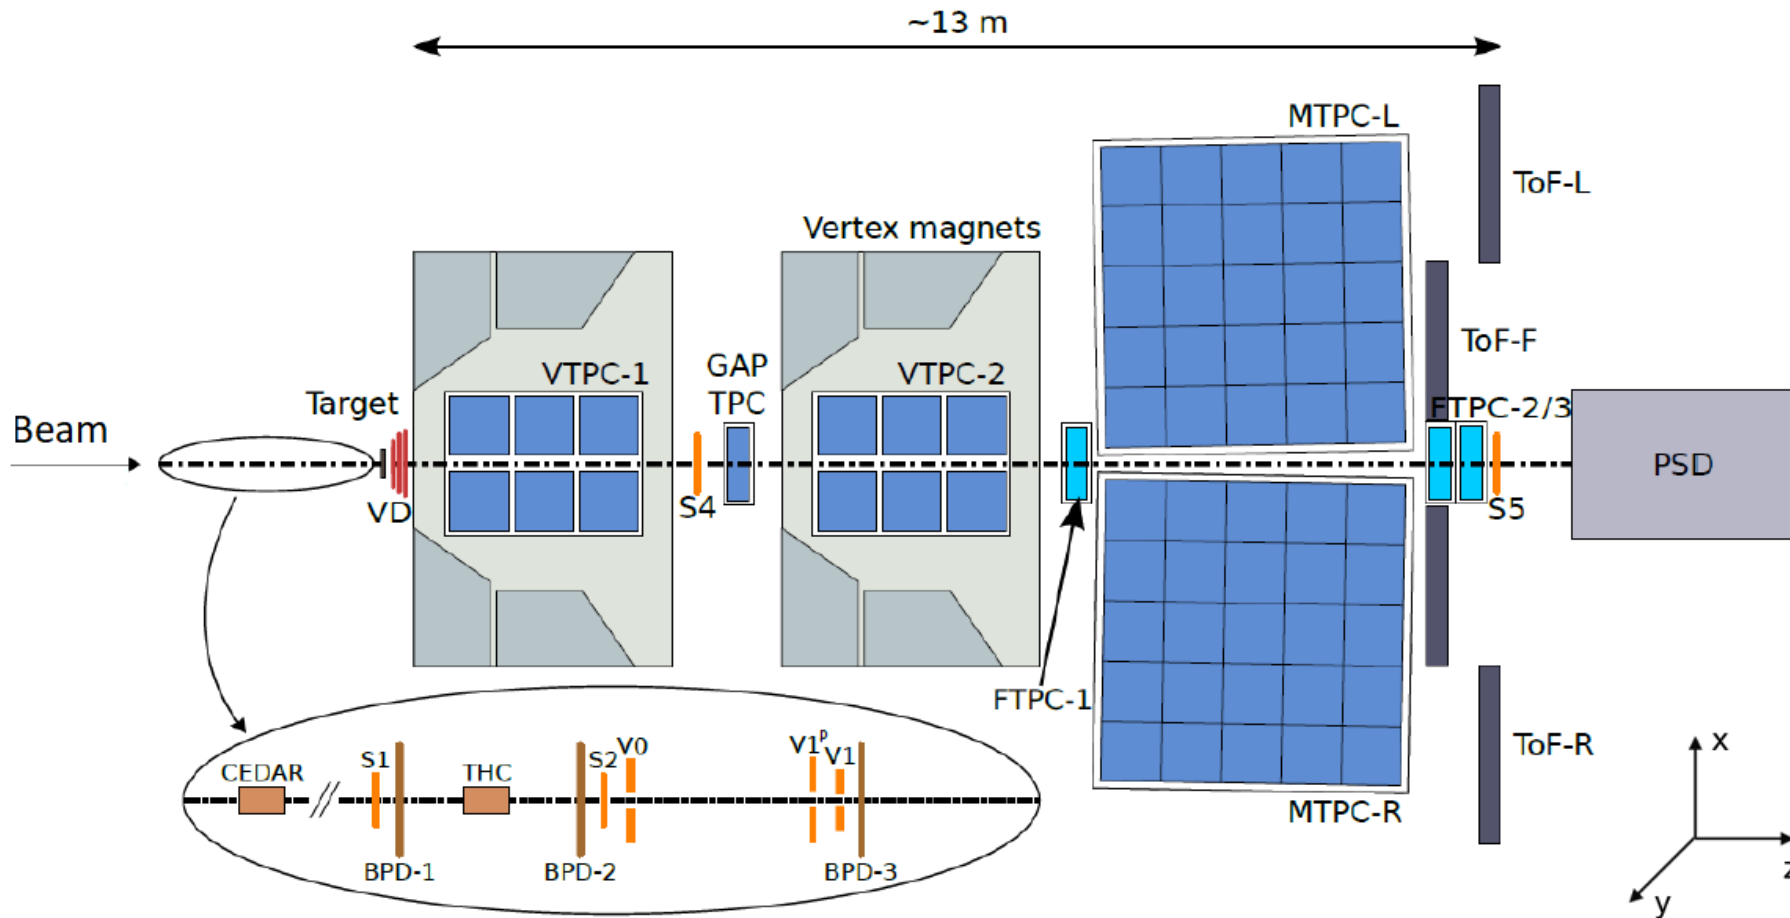 ~13 m
MTPC-L
ToF-L
Vertex magnets
ToF-F
VTPC-1
GAP
TPC
VTPC-2
Target
FTPC-2/3
Beam
PSD
VD
S4
S5
FTPC-1
ToF-R
MTPC-R
CEDAR
S1
THC
S2
V0
V1p
V1
BPD-1
BPD-2
BPD-3
x
y
z